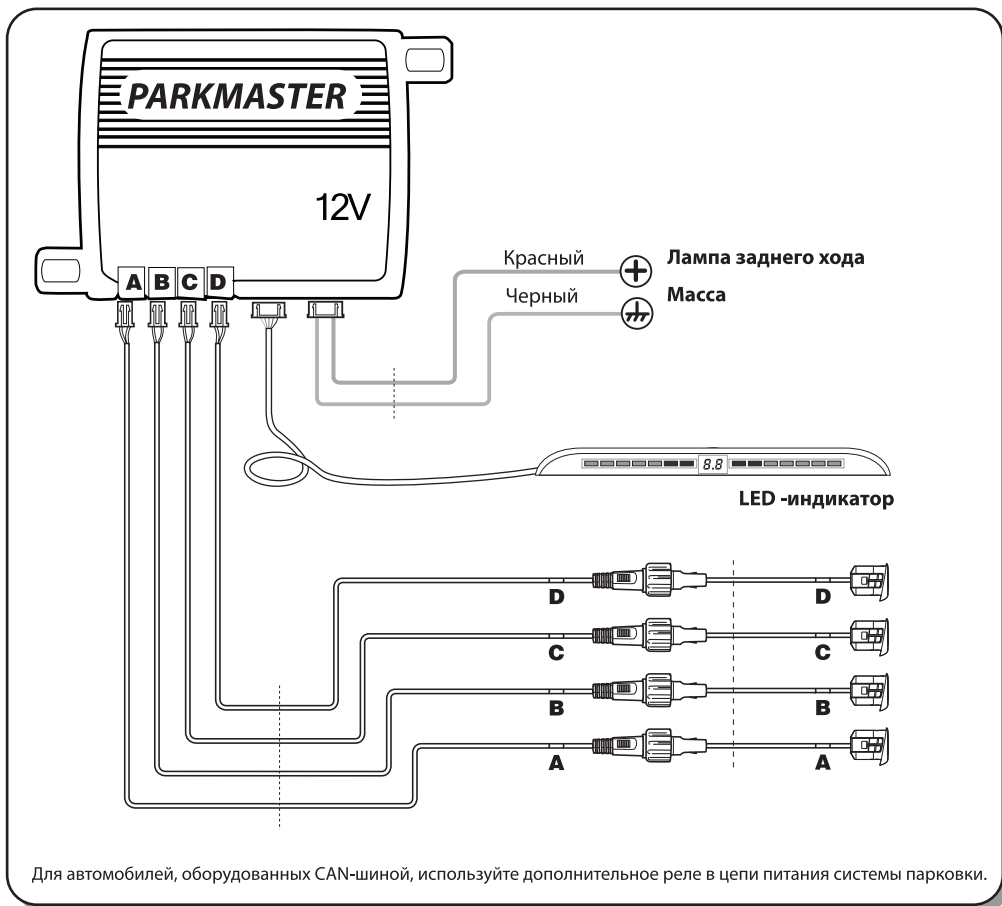 PARKMASTER
12V
A B C D
Красный
Лампа заднего хода
Черный
Масса
8.8
LED -индикатор
D D
C C
B B
A A
Для автомобилей, оборудованных CAN-шиной, используйте дополнительное реле в цепи питания системы парковки.